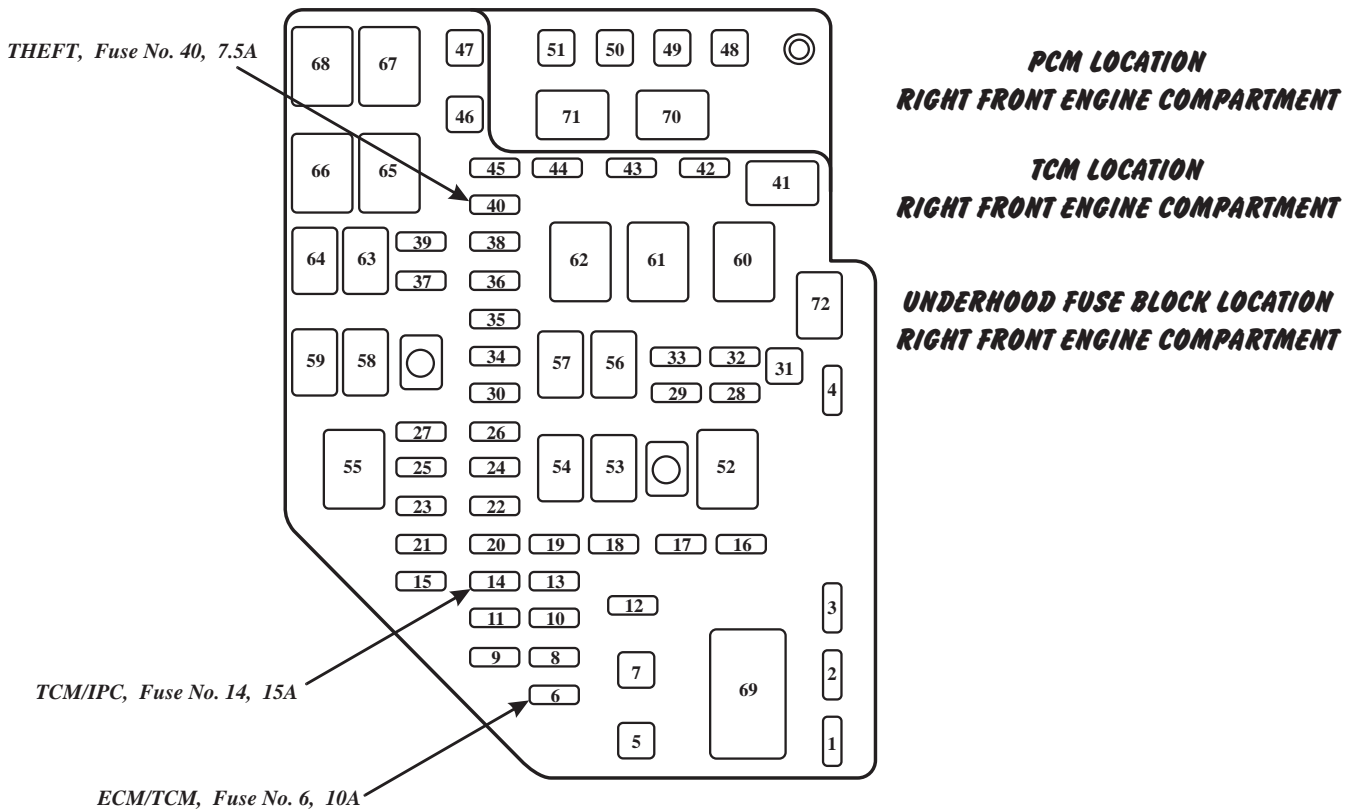 THEFT, Fuse No. 40, 7.5A
68 67 47 51 50 49 48
46 71 70
66 65 45 44 43 42 41
40
64 63 39 38 62 61 60
37 36
72
35
59 58 34 57 56 33 32 31
30 29 28 4
27 26
55 25 24 54 53 52
23 22
21 20 19 18 17 16
15 14 13
12 3
11 10
9 8 7 2
6 69
5 1
TCM/IPC, Fuse No. 14, 15A
ECM/TCM, Fuse No. 6, 10A
PCM LOCATION
RIGHT FRONT ENGINE COMPARTMENT
TCM LOCATION
RIGHT FRONT ENGINE COMPARTMENT
UNDERHOOD FUSE BLOCK LOCATION
RIGHT FRONT ENGINE COMPARTMENT